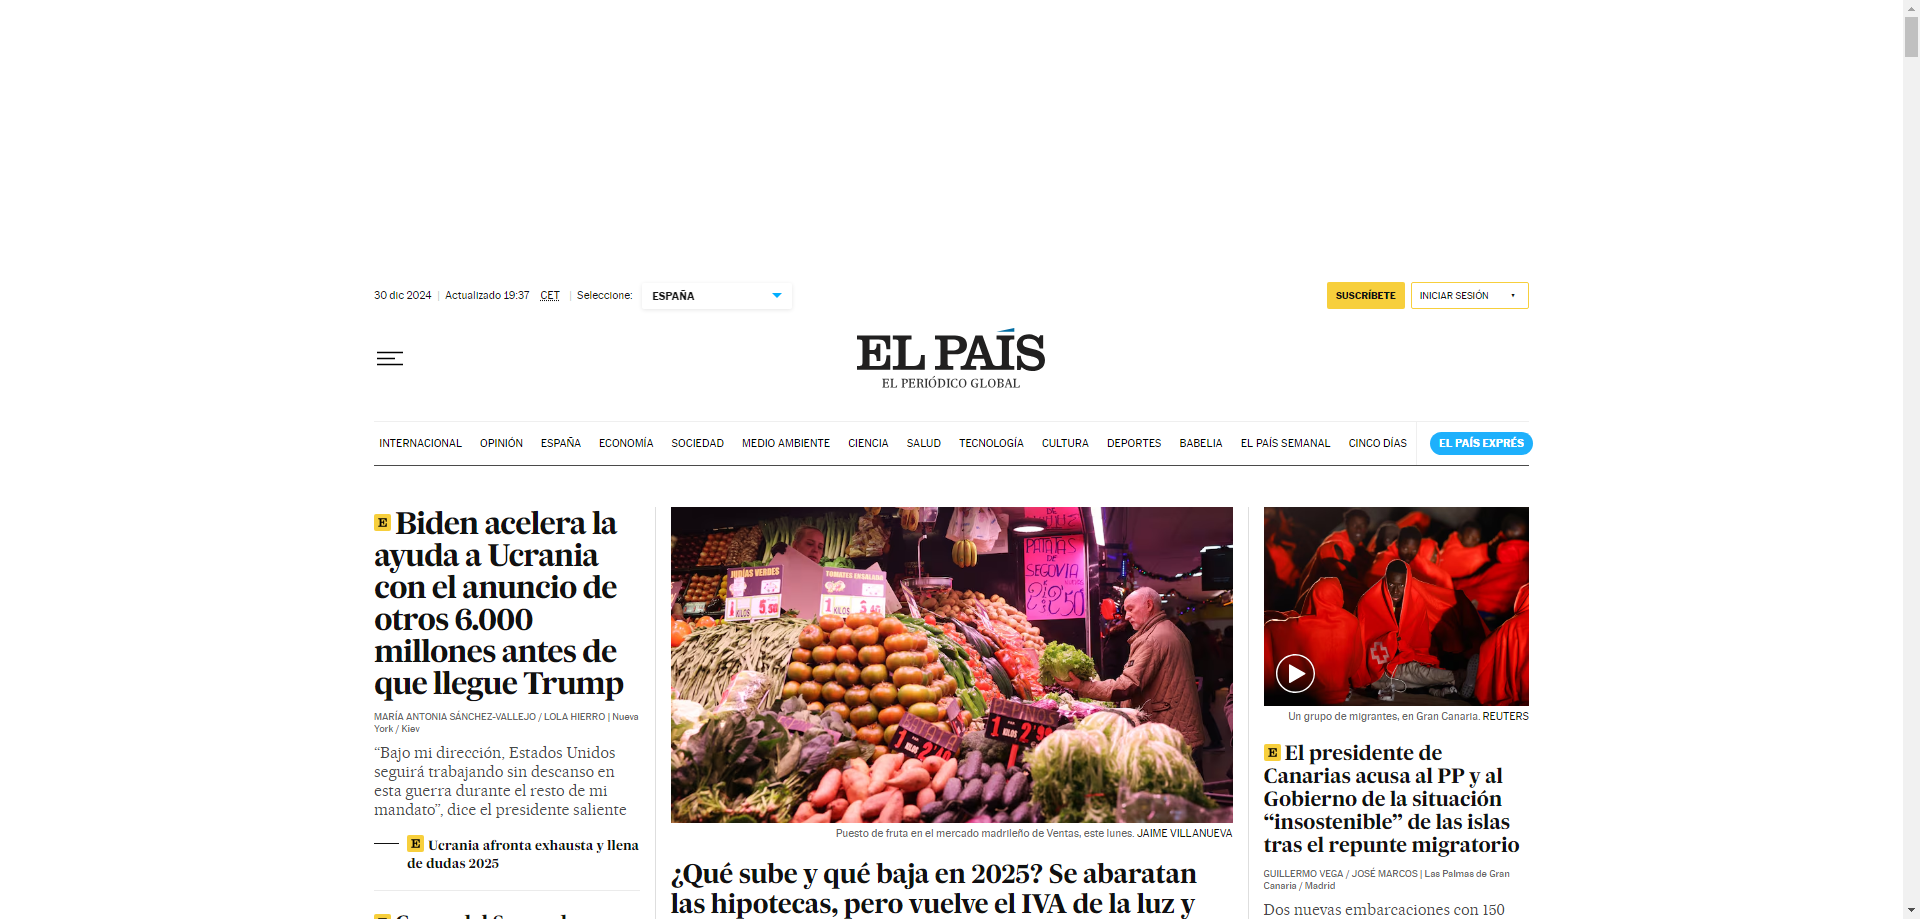 30 dic 2024 | Actualizado 19:37 CET | Seleccione: ESPAÑA
SUSCRÍBETE
INICIAR SESIÓN
EL PAÍS
EL PERIÓDICO GLOBAL
INTERNACIONAL OPINIÓN ESPAÑA ECONOMÍA SOCIEDAD MEDIO AMBIENTE CIENCIA SALUD TECNOLOGÍA CULTURA DEPORTES BABELIA EL PAÍS SEMANAL CINCO DÍAS EL PAÍS EXPRÉS
E Biden acelera la
ayuda a Ucrania
con el anuncio de
otros 6.000
millones antes de
que llegue Trump
MARÍA ANTONIA SÁNCHEZ-VALLEJO / LOLA HIERRO | Nueva
York / Kiev
“Bajo mi dirección, Estados Unidos
seguirá trabajando sin descanso en
esta guerra durante el resto de mi
mandato”, dice el presidente saliente
E Ucrania afronta exhausta y llena
de dudas 2025
JUDÍAS VERDES
1 KILOS 5,50
TOMATES ENSALADA
1 KILOS
PATATAS
DE
SEGOVIA
1 KILOS
1 KILOS 2,99
Puesto de fruta en el mercado madrileño de Ventas, este lunes. JAIME VILLANUEVA
¿Qué sube y qué baja en 2025? Se abaratan
las hipotecas, pero vuelve el IVA de la luz y
Un grupo de migrantes, en Gran Canaria. REUTERS
E El presidente de
Canarias acusa al PP y al
Gobierno de la situación
“insostenible” de las islas
tras el repunte migratorio
GUILLERMO VEGA / JOSÉ MARCOS | Las Palmas de Gran
Canaria / Madrid
Dos nuevas embarcaciones con 150